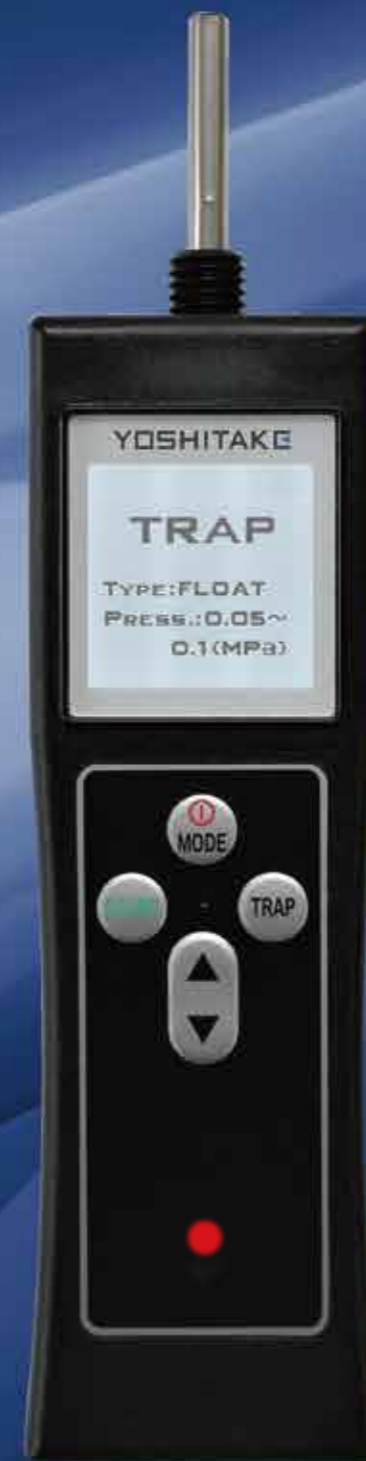 YOSHITAKE
TRAP
TYPE:FLOAT
PRESS.:0.05~
0.1(MPa)
MODE
TRAP